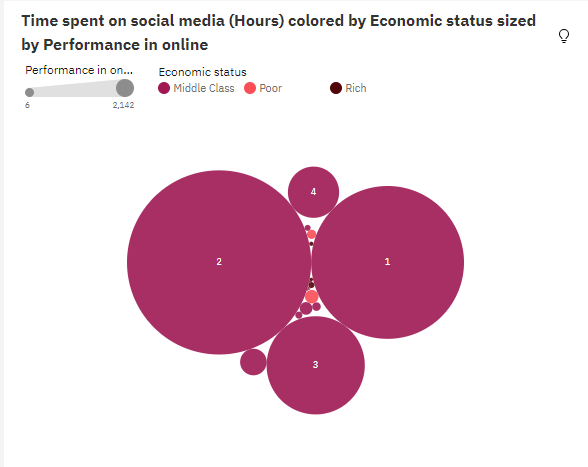 Time spent on social media (Hours) colored by Economic status sized
by Performance in online
Performance in on...
Economic status
6
2,142
Middle Class
Poor
Rich
4
2
1
3